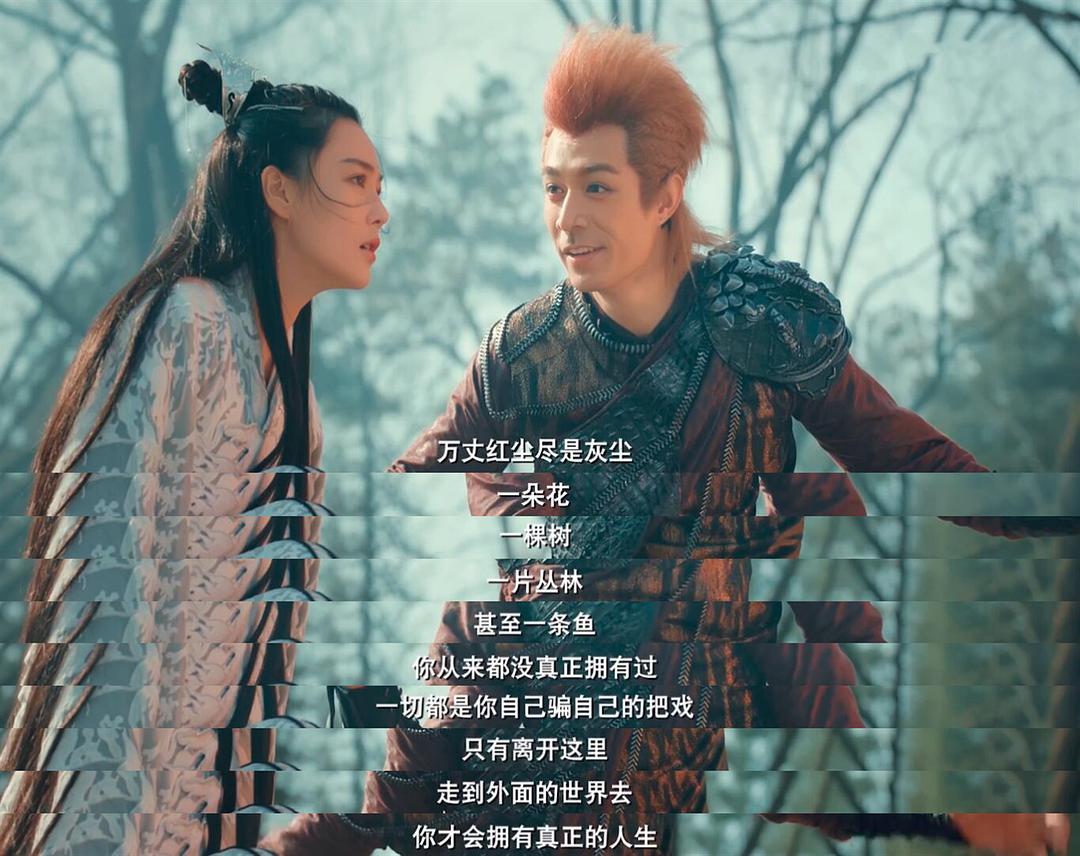 万丈红尘尽是灰尘
一朵花
一棵树
一片丛林
甚至一条鱼
你从来都没真正拥有过
一切都是你自己骗自己的把戏
只有离开这里
走到外面的世界去
你才会拥有真正的人生